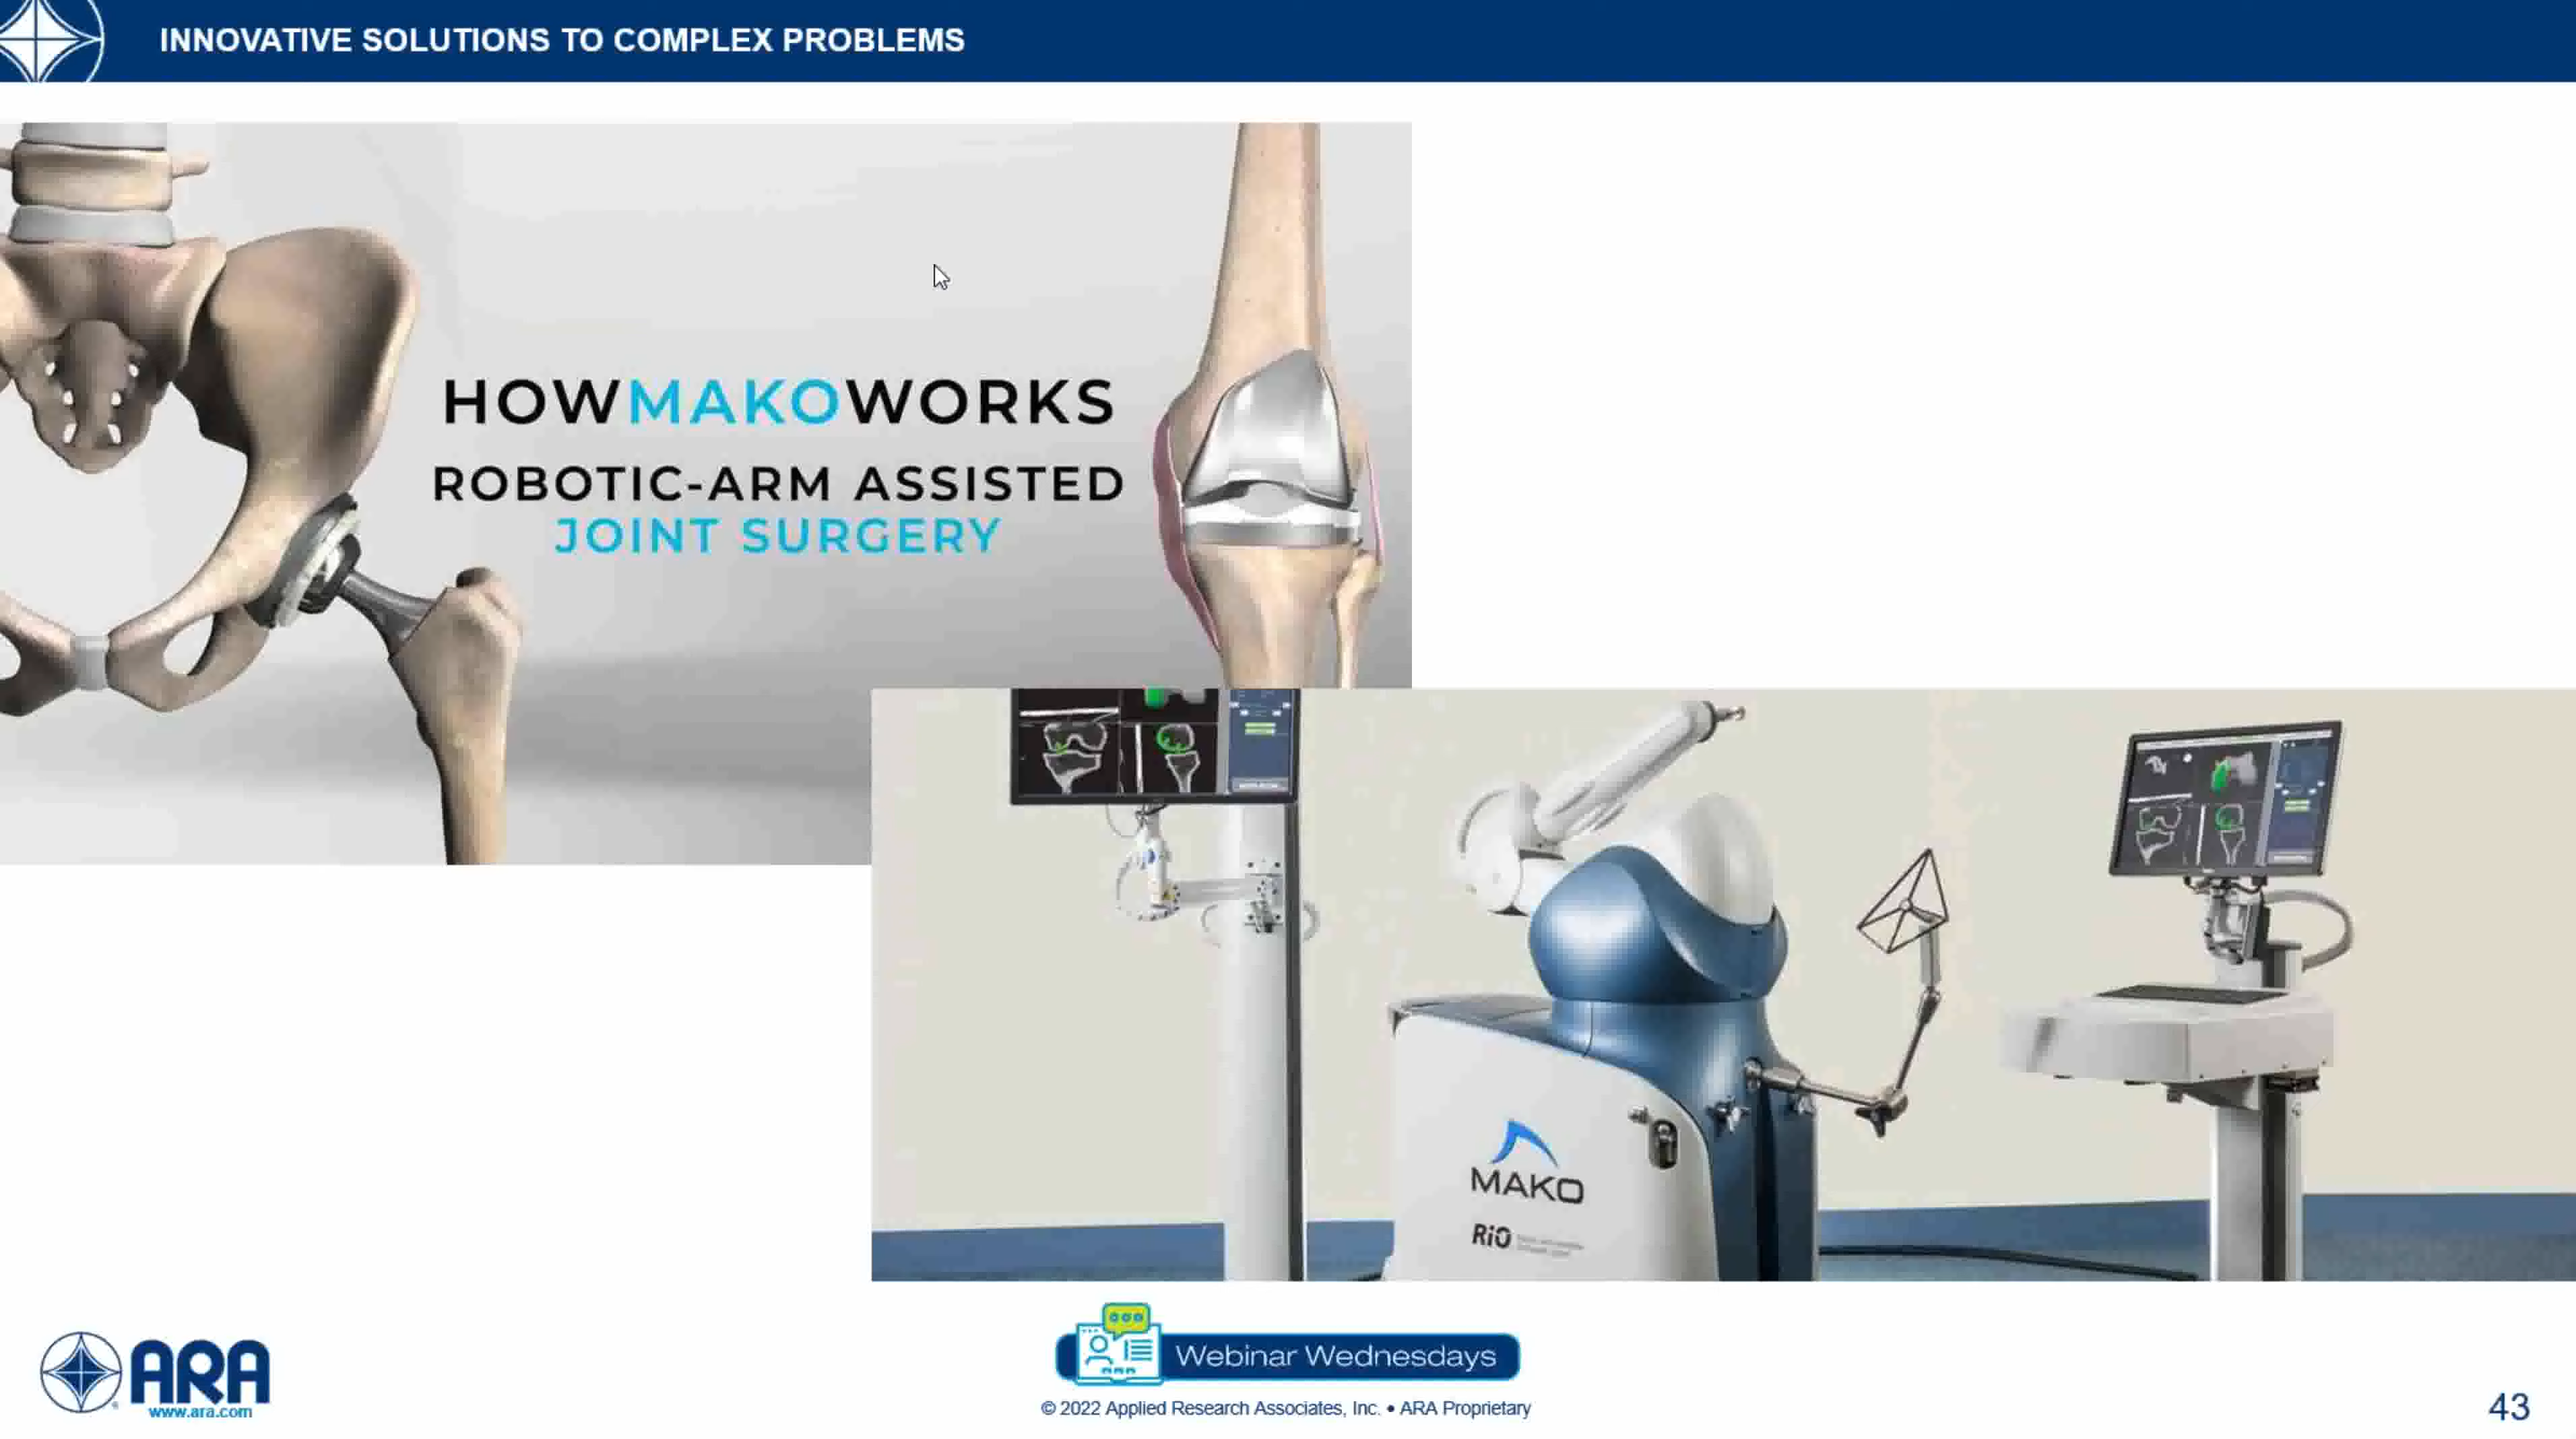 INNOVATIVE SOLUTIONS TO COMPLEX PROBLEMS
HOWMAKOWORKS
ROBOTIC-ARM ASSISTED
JOINT SURGERY
MAKO
RiO
ARA
www.ara.com
Webinar Wednesdays
© 2022 Applied Research Associates, Inc. • ARA Proprietary
43